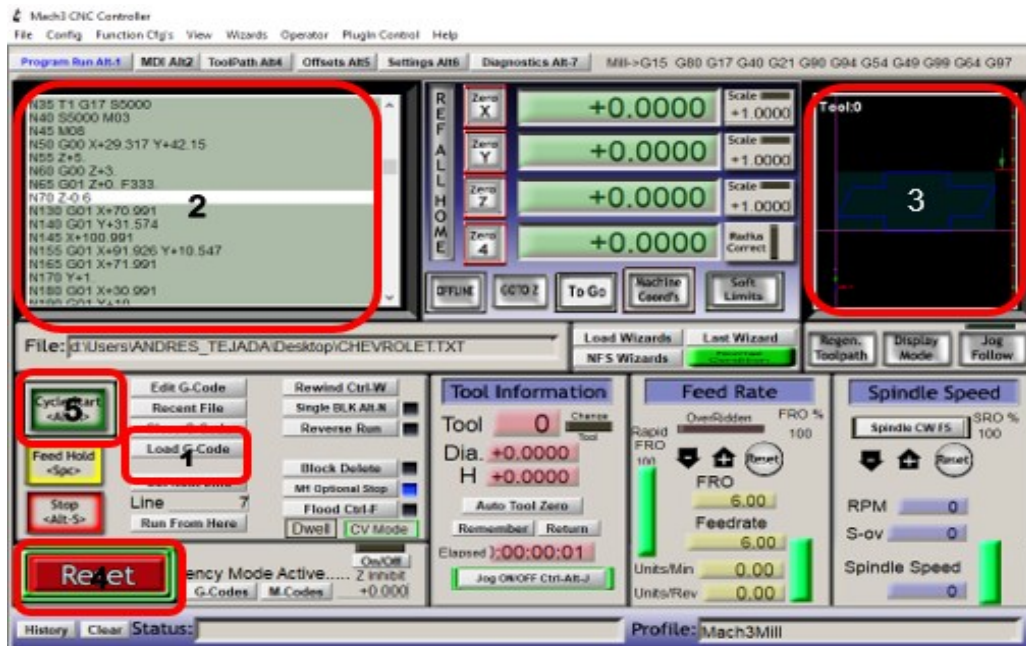 Mach3 CNC Controller
File Config Function Cfg's View Wizards Operator PlugIn Control Help
Program Run Alt-1 MDI Alt2 ToolPath Alt4 Offsets Alt5 Settings Alt6 Diagnostics Alt-7 Mill->G15 G80 G17 G40 G21 G90 G94 G54 G49 G99 G64 G97
N35 T1 G17 S5000
N40 S5000 M03
N45 M06
N50 G00 X+29.317 Y+42.15
N55 Z+5.
N60 G00 Z+3.
N65 G01 Z+0. F333.
N70 Z-0.6
N130 G01 X+70.991
N140 G01 Y+31.574
N145 X+100.991
N155 G01 X+91.926 Y+10.547
N165 G01 X+71.991
N170 Y+1.
N180 G01 X+30.991
N190 G01 Y+10
2
REF ALL HOME
Zero X +0.0000 Scale +1.0000
Zero Y +0.0000 Scale +1.0000
Zero Z +0.0000 Scale +1.0000
Zero 4 +0.0000 Radius Correct
OFFLINE GOTO Z To Go Machine Coord's Soft Limits
Tool:0
3
File: d:\Users\ANDRES_TEJADA\Desktop\CHEVROLET.TXT
Load Wizards Last Wizard
NFS Wizards
Regen. Toolpath Display Mode Jog Follow
Cycle Start
5
Feed Hold
<Spc>
Stop
<Alt-S>
Edit G-Code Rewind Ctrl-W
Recent File Single BLK Alt-N
Reverse Run
Load G-Code
1
Block Delete
M1 Optional Stop
Line 7 Flood Ctrl-F
Run From Here Dwell CV Mode
Reset
4
ency Mode Active..... On/Off Z Inhibit
G-Codes M-Codes +0.000
Tool Information
Tool 0 Change Tool
Dia. +0.0000
H +0.0000
Auto Tool Zero
Remember Return
Elapsed 00:00:01
Jog ON/OFF Ctrl-Alt-J
Feed Rate
OverRidden FRO %
Rapid FRO 100 100
Reset
FRO
6.00
Feedrate
6.00
Units/Min 0.00
Units/Rev 0.00
Spindle Speed
Spindle CW F5 SRO % 100
Reset
RPM 0
S-ov 0
Spindle Speed
0
History Clear Status: Profile: Mach3Mill